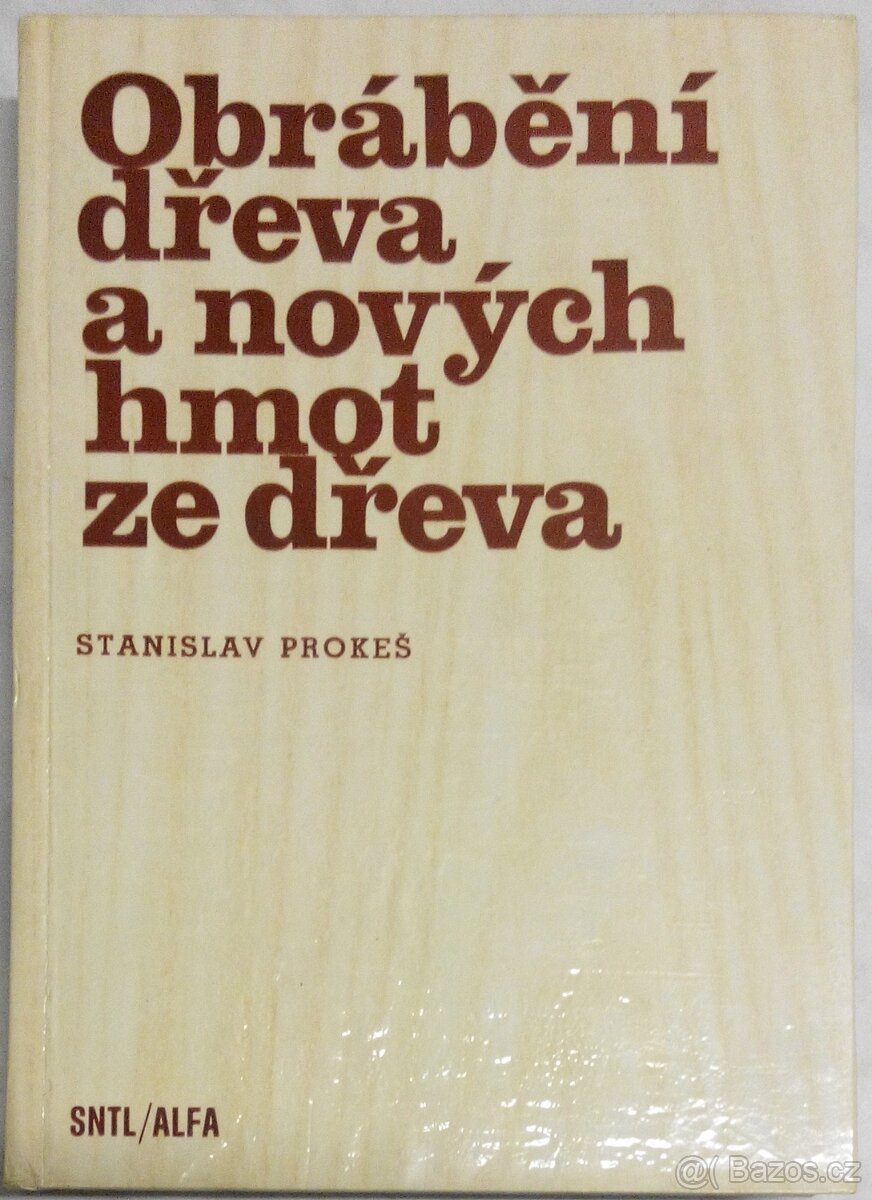 Obrábění
dřeva
a nových
hmot
ze dřeva
STANISLAV PROKEŠ
SNTL/ALFA
@( Bazos.cz